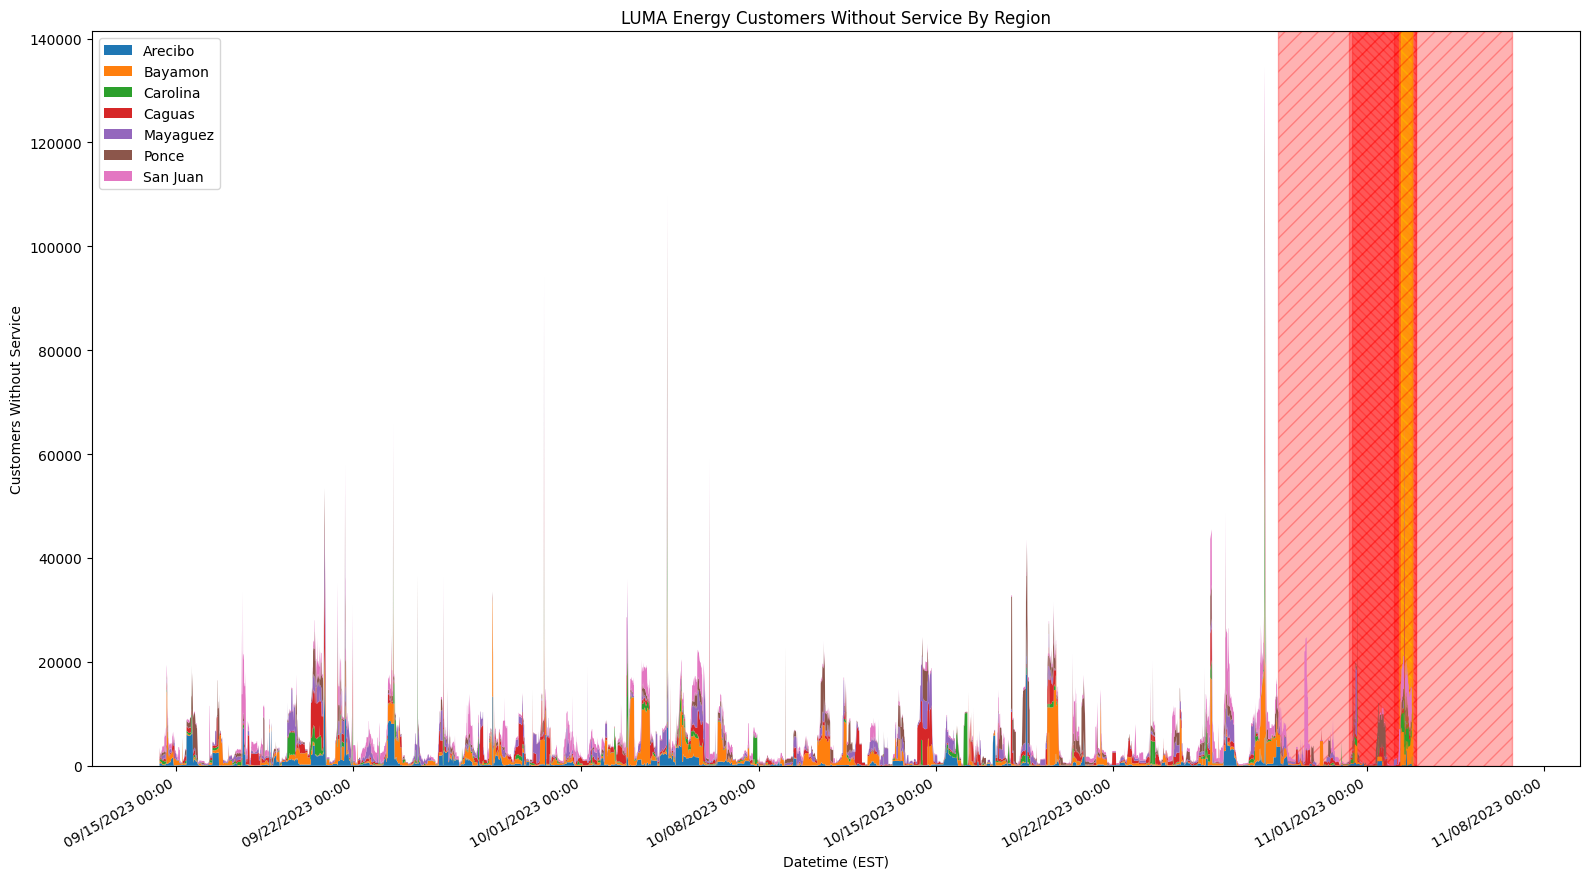 LUMA Energy Customers Without Service By Region
140000
120000
100000
80000
60000
40000
20000
0
Customers Without Service
Arecibo
Bayamon
Carolina
Caguas
Mayaguez
Ponce
San Juan
09/15/2023 00:00
09/22/2023 00:00
10/01/2023 00:00
10/08/2023 00:00
10/15/2023 00:00
10/22/2023 00:00
11/01/2023 00:00
11/08/2023 00:00
Datetime (EST)